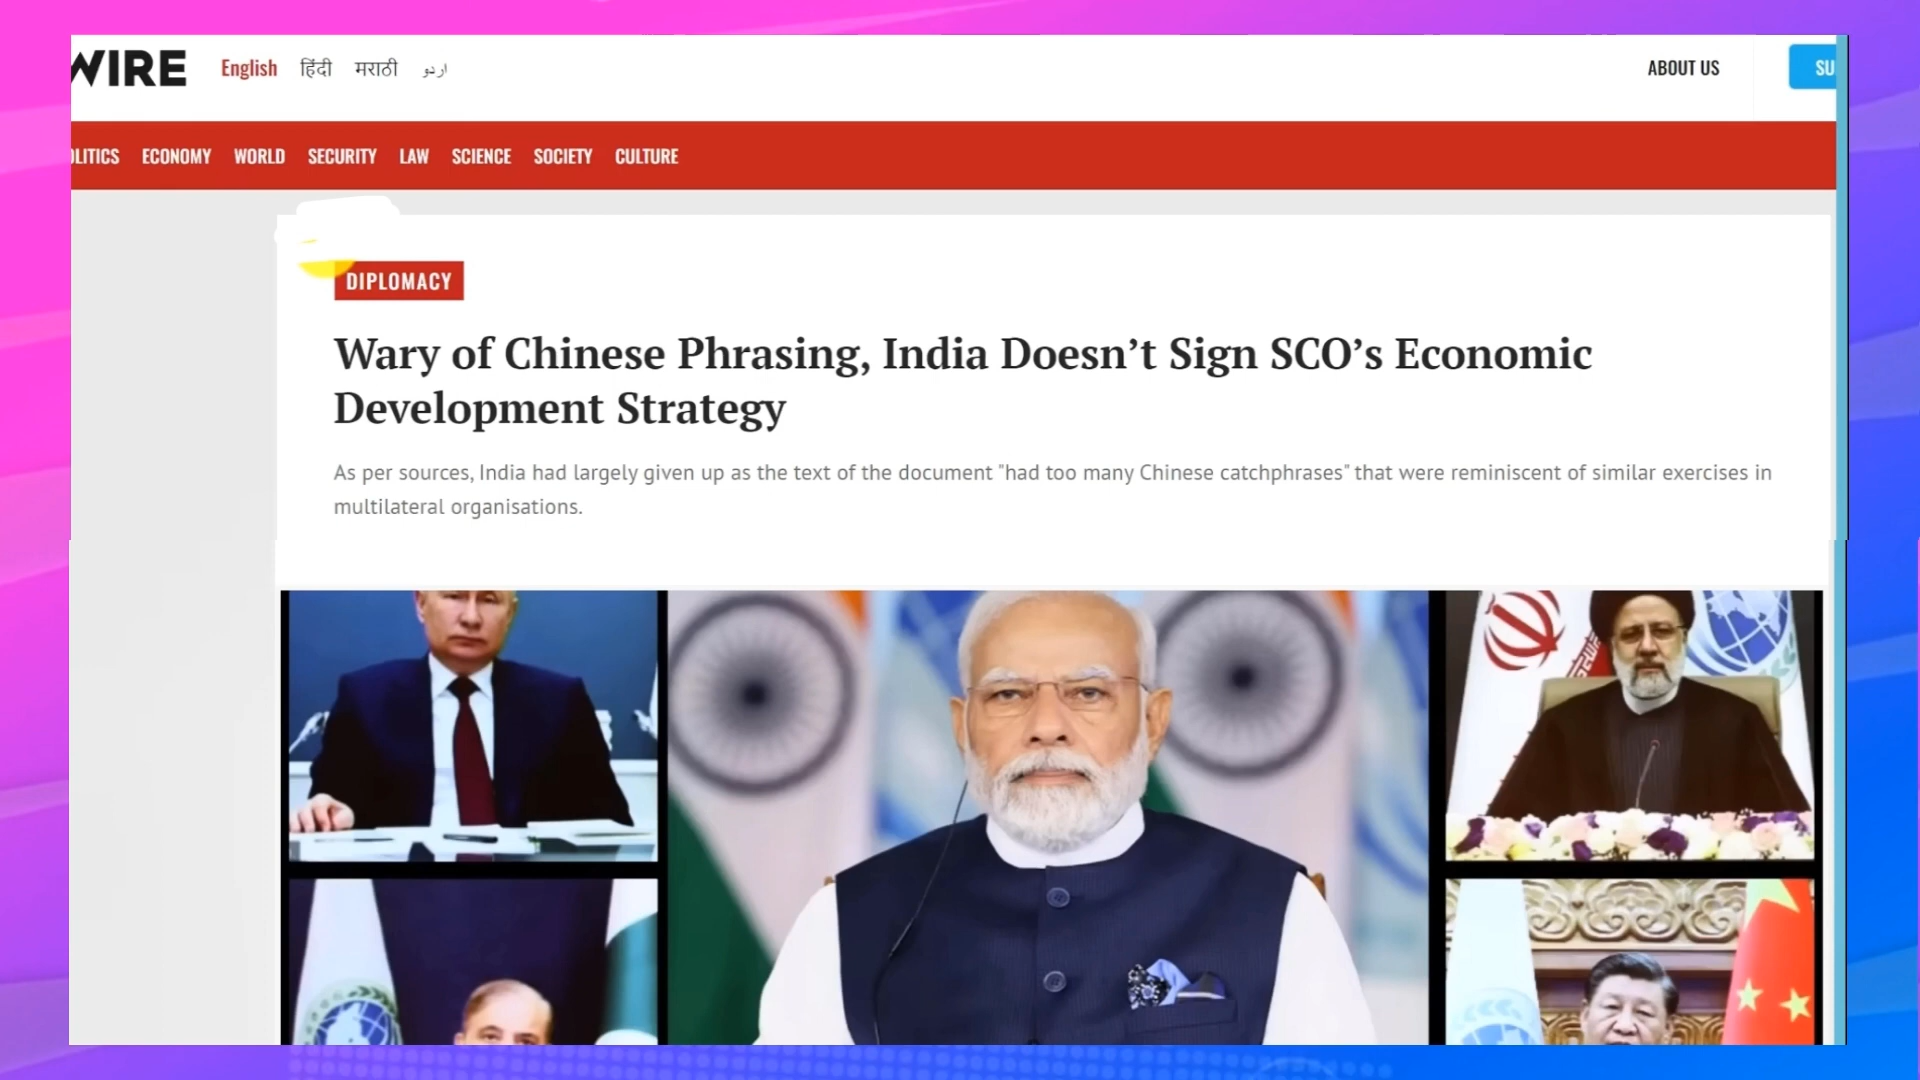 WIRE English हिंदी मराठी اردو ABOUT US SU
OLITICS ECONOMY WORLD SECURITY LAW SCIENCE SOCIETY CULTURE
DIPLOMACY
Wary of Chinese Phrasing, India Doesn’t Sign SCO’s Economic
Development Strategy
As per sources, India had largely given up as the text of the document "had too many Chinese catchphrases" that were reminiscent of similar exercises in
multilateral organisations.